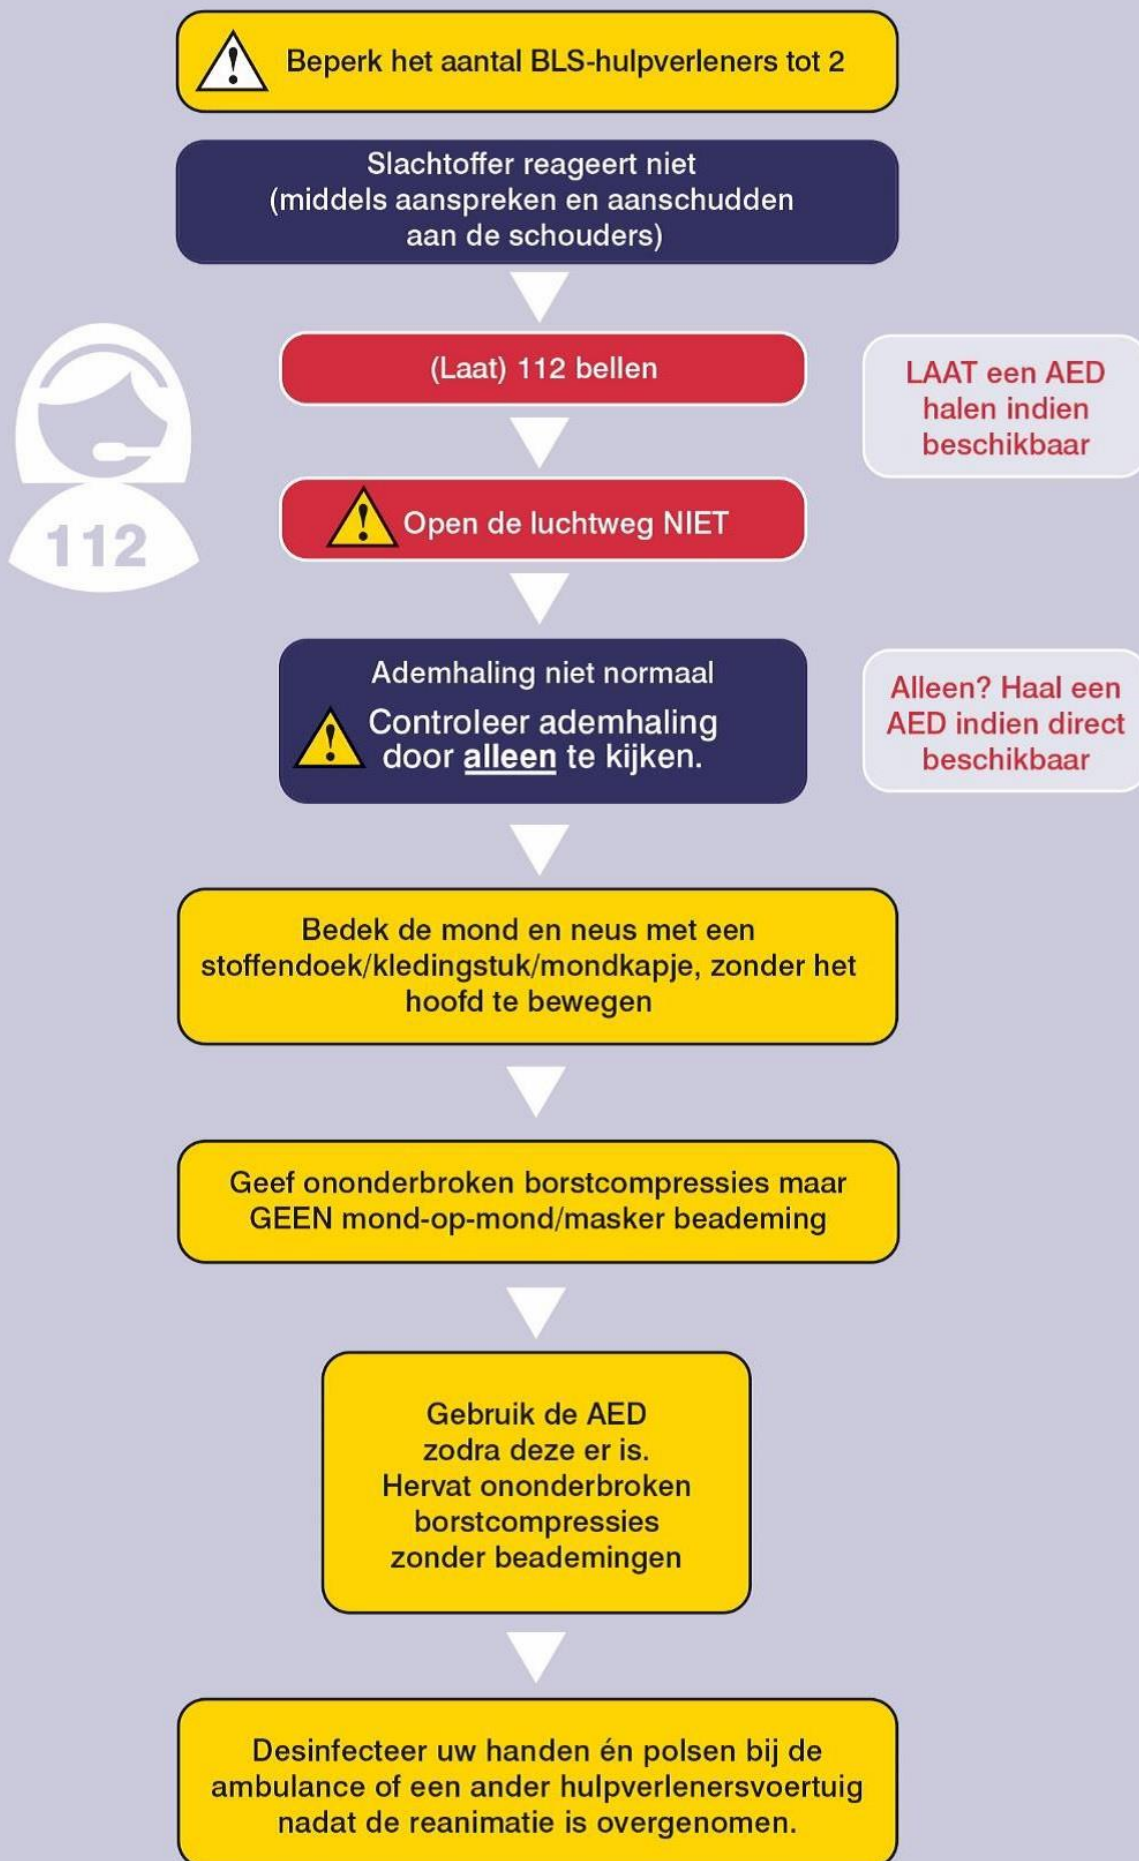 Beperk het aantal BLS-hulpverleners tot 2
Slachtoffer reageert niet
(middels aanspreken en aanschudden
aan de schouders)
(Laat) 112 bellen
LAAT een AED
halen indien
beschikbaar
112
Open de luchtweg NIET
Ademhaling niet normaal
Controleer ademhaling
door alleen te kijken.
Alleen? Haal een
AED indien direct
beschikbaar
Bedek de mond en neus met een
stoffendoek/kledingstuk/mondkapje, zonder het
hoofd te bewegen
Geef ononderbroken borstcompressies maar
GEEN mond-op-mond/masker beademing
Gebruik de AED
zodra deze er is.
Hervat ononderbroken
borstcompressies
zonder beademingen
Desinfecteer uw handen én polsen bij de
ambulance of een ander hulpverlenersvoertuig
nadat de reanimatie is overgenomen.